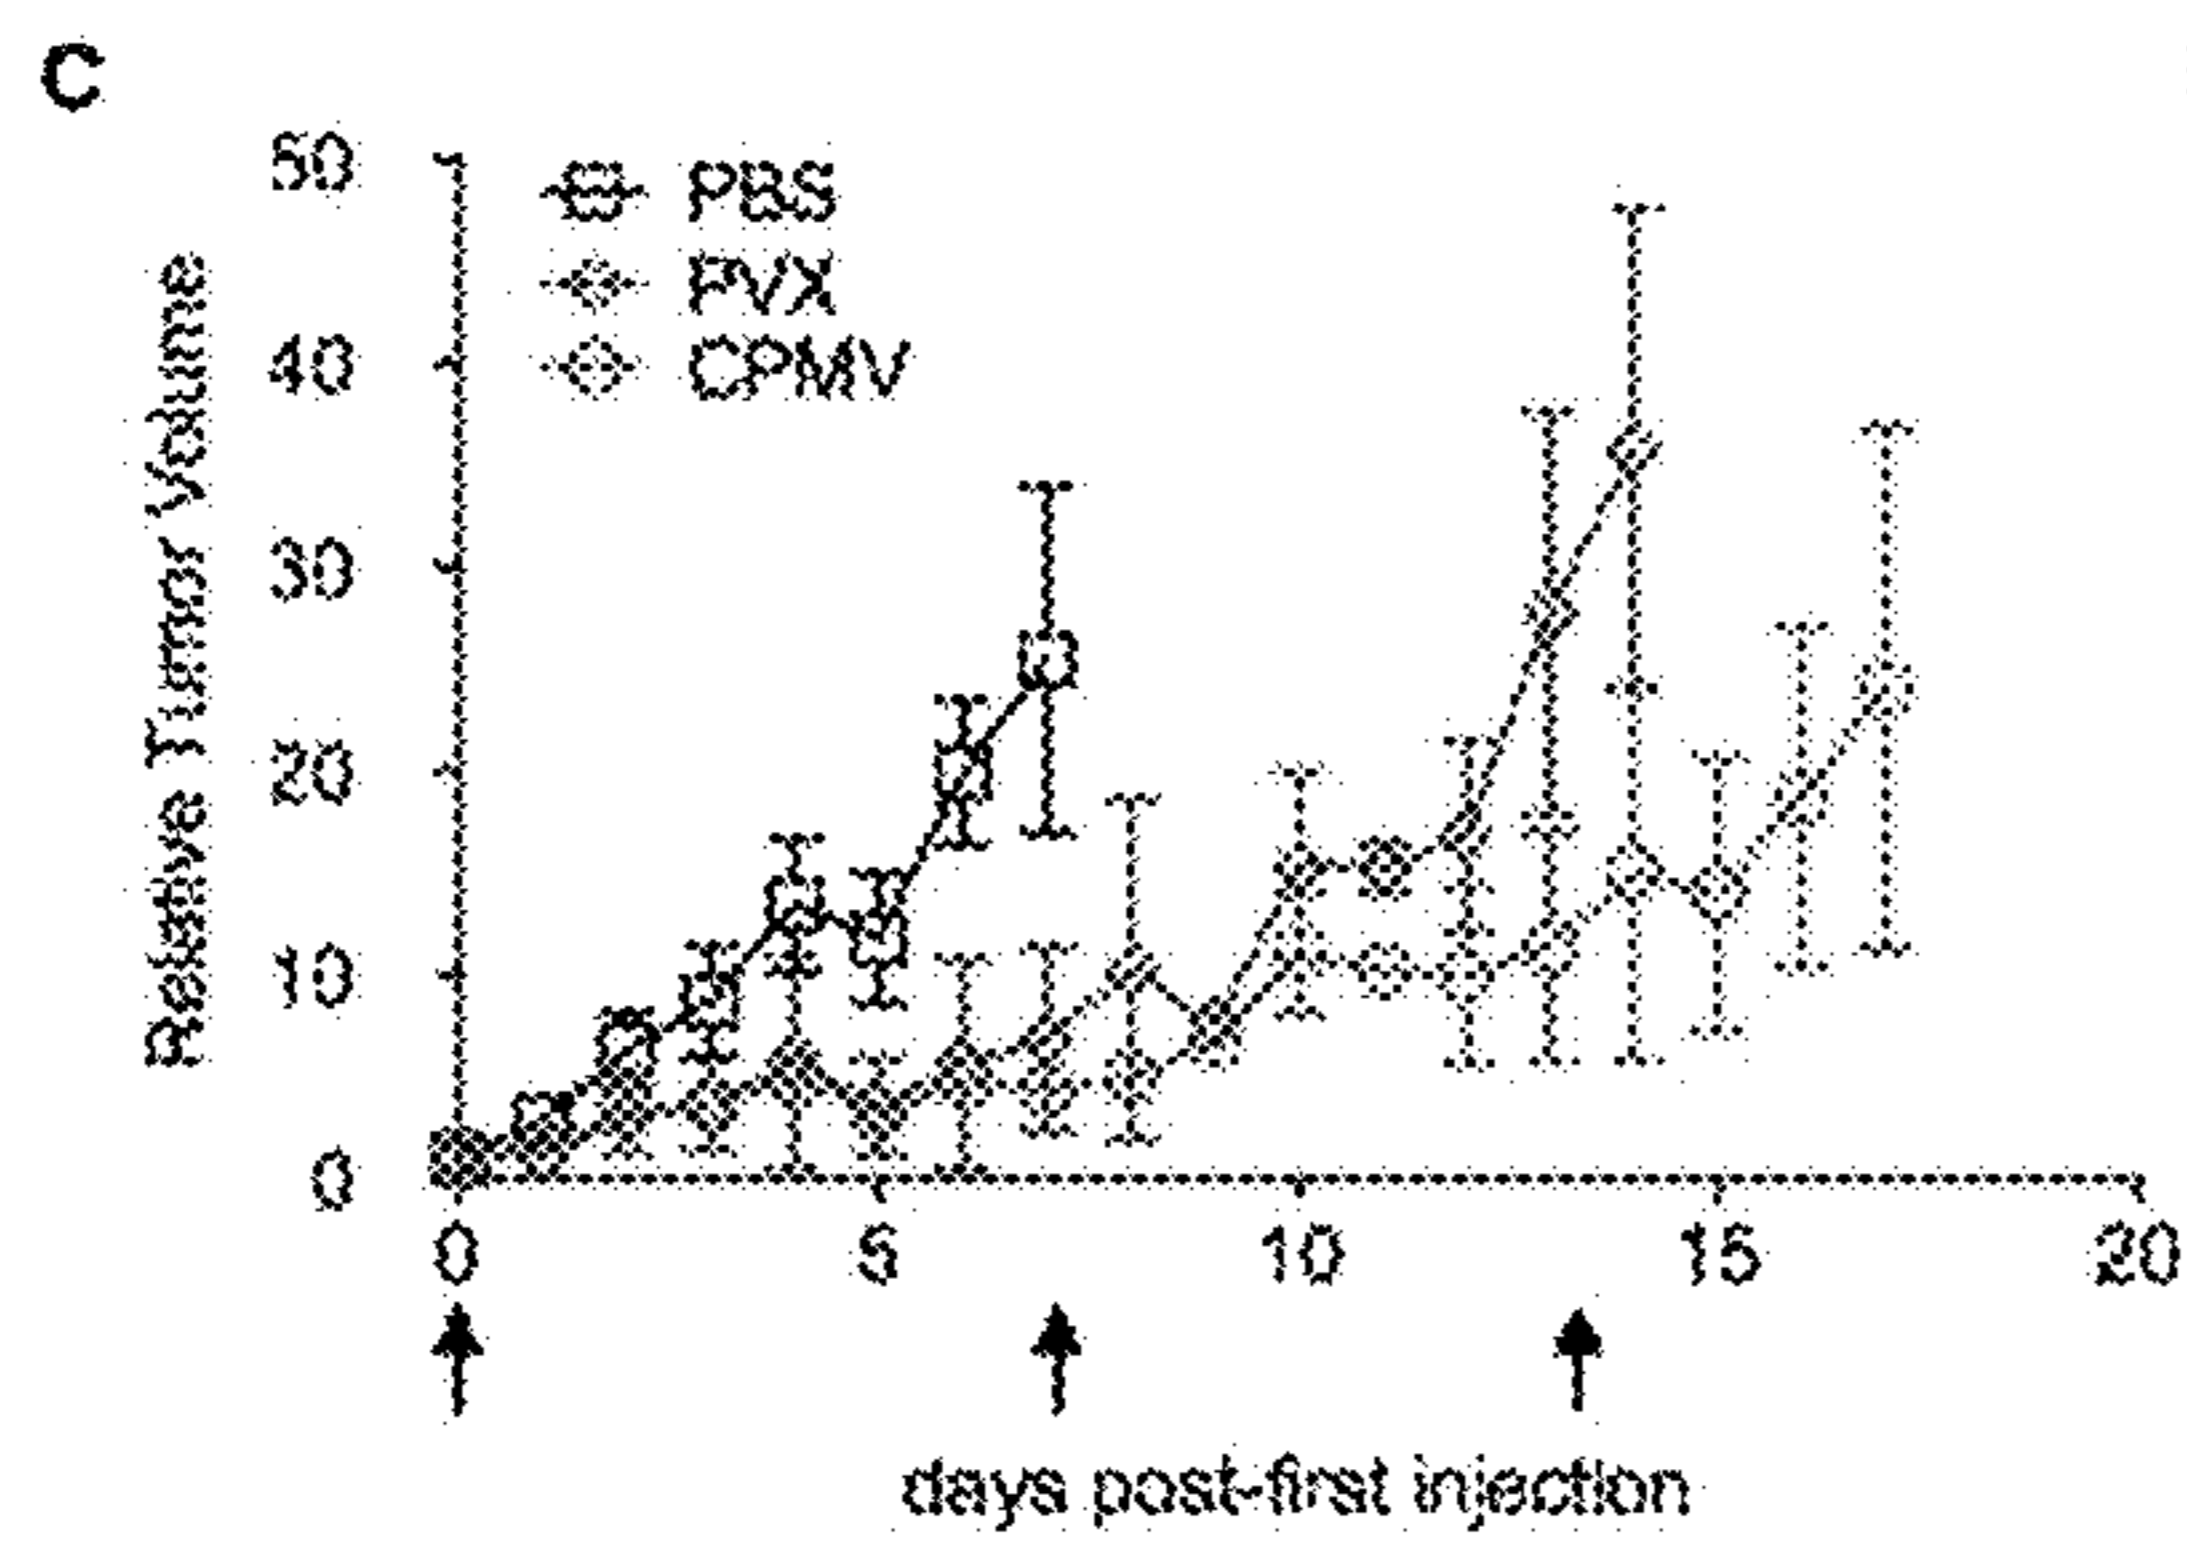 C
50
40
30
20
10
0
Relative Tumor Volume
PBS
PVX
CPMV
0 5 10 15 20
days post-first injection